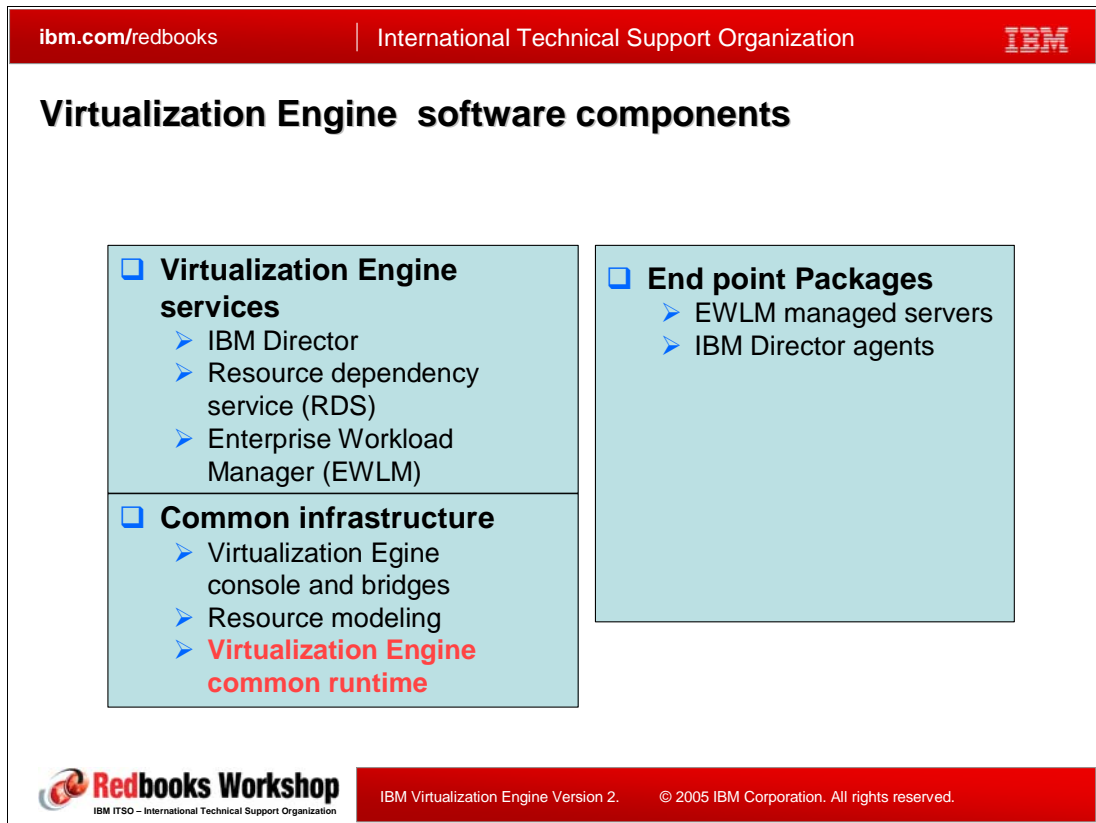 ibm.com/redbooks
International Technical Support Organization
IBM
Virtualization Engine software components
Virtualization Engine
services
IBM Director
Resource dependency
service (RDS)
Enterprise Workload
Manager (EWLM)
Common infrastructure
Virtualization Egine
console and bridges
Resource modeling
Virtualization Engine
common runtime
End point Packages
EWLM managed servers
IBM Director agents
Redbooks Workshop
IBM ITSO – International Technical Support Organization
IBM Virtualization Engine Version 2. © 2005 IBM Corporation. All rights reserved.